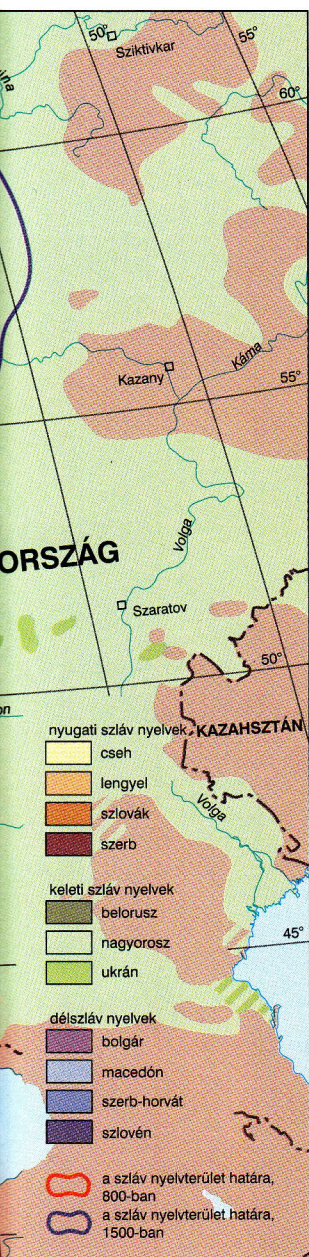 50°
55°
Sziktivkar
60°
Kazany
Káma
55°
Volga
ORSZÁG
Szaratov
50°
KAZAHSZTÁN
nyugati szláv nyelvek
cseh
lengyel
szlovák
szerb
Volga
keleti szláv nyelvek
belorusz
nagyorosz
ukrán
45°
délszláv nyelvek
bolgár
macedón
szerb-horvát
szlovén
a szláv nyelvterület határa,
800-ban
a szláv nyelvterület határa,
1500-ban